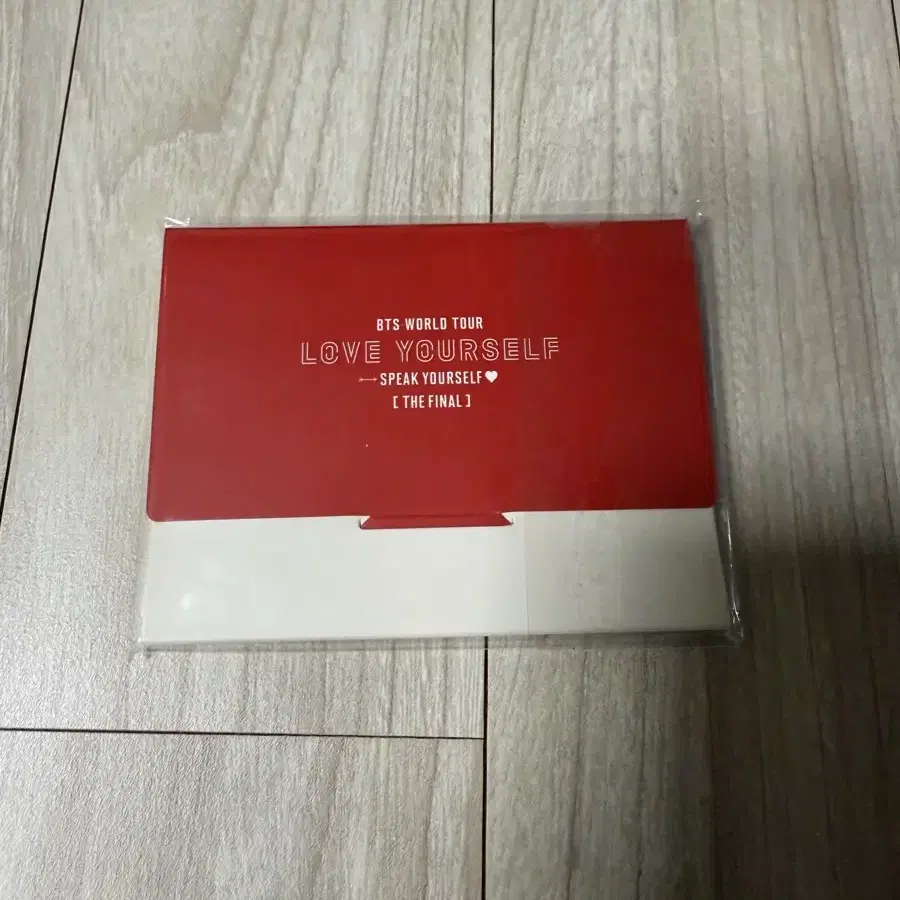 BTS WORLD TOUR
LOVE YOURSELF
SPEAK YOURSELF
[ THE FINAL ]